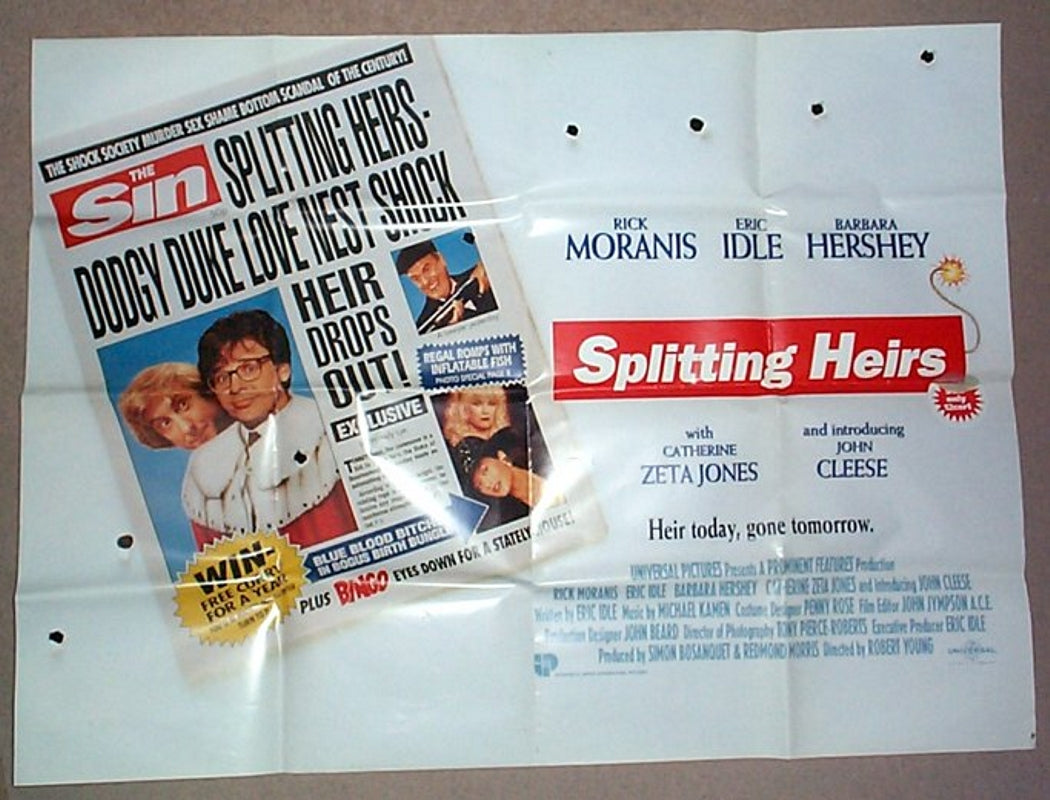 THE SHOCK SOCIETY MURDER SEX SHAME BOTTOM SCANDAL OF THE CENTURY!
THE
Sin
SPLITTING HEIRS-
DODGY DUKE LOVE NEST SHOCK
HEIR
DROPS
OUT!
REGAL ROMPS WITH
INFLATABLE FISH
PHOTO SPECIAL PAGE
EXCLUSIVE
BLUE BLOOD BITCH
IN BOGUS BIRTH BUNGLE
WIN-
FREE
FOR A YEAR
PLUS BINGO EYES DOWN FOR A STATELY HOUSE!
RICK
MORANIS
ERIC
IDLE
BARBARA
HERSHEY
Splitting Heirs
only
with
CATHERINE
ZETA JONES
and introducing
JOHN
CLEESE
Heir today, gone tomorrow.
UNIVERSAL PICTURES Presents A PROMINENT FEATURES Production
RICK MORANIS ERIC IDLE BARBARA HERSHEY CATHERINE ZETA JONES and introducing JOHN CLEESE
Written by ERIC IDLE Music by MICHAEL KAMEN Costume Designer PENNY ROSE Film Editor JOHN JYMPSON A.C.E.
Production Designer JOHN BEARD Director of Photography TONY PIERCE-ROBERTS Executive Producer ERIC IDLE
Produced by SIMON BOSANQUET & REDMOND MORRIS Directed by ROBERT YOUNG
UNIVERSAL